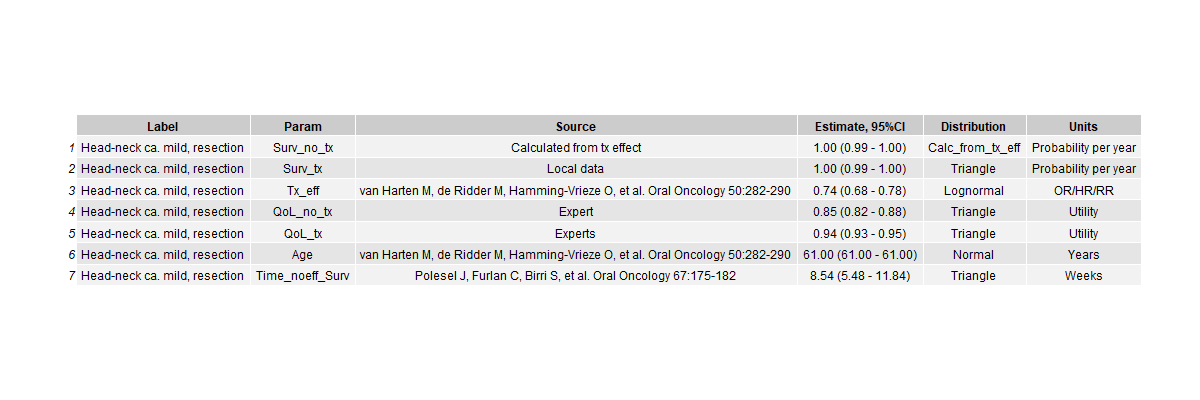 Label Param Source Estimate, 95%CI Distribution Units
1 Head-neck ca. mild, resection Surv_no_tx Calculated from tx effect 1.00 (0.99 - 1.00) Calc_from_tx_eff Probability per year
2 Head-neck ca. mild, resection Surv_tx Local data 1.00 (0.99 - 1.00) Triangle Probability per year
3 Head-neck ca. mild, resection Tx_eff van Harten M, de Ridder M, Hamming-Vrieze O, et al. Oral Oncology 50:282-290 0.74 (0.68 - 0.78) Lognormal OR/HR/RR
4 Head-neck ca. mild, resection QoL_no_tx Expert 0.85 (0.82 - 0.88) Triangle Utility
5 Head-neck ca. mild, resection QoL_tx Experts 0.94 (0.93 - 0.95) Triangle Utility
6 Head-neck ca. mild, resection Age van Harten M, de Ridder M, Hamming-Vrieze O, et al. Oral Oncology 50:282-290 61.00 (61.00 - 61.00) Normal Years
7 Head-neck ca. mild, resection Time_noeff_Surv Polesel J, Furlan C, Birri S, et al. Oral Oncology 67:175-182 8.54 (5.48 - 11.84) Triangle Weeks